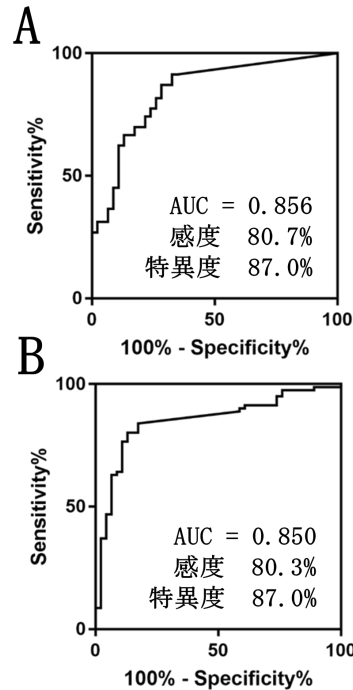 A
100
50
0
Sensitivity%
AUC = 0.856
感度 80.7%
特異度 87.0%
0 50 100
100% - Specificity%
B
100
50
0
Sensitivity%
AUC = 0.850
感度 80.3%
特異度 87.0%
0 50 100
100% - Specificity%